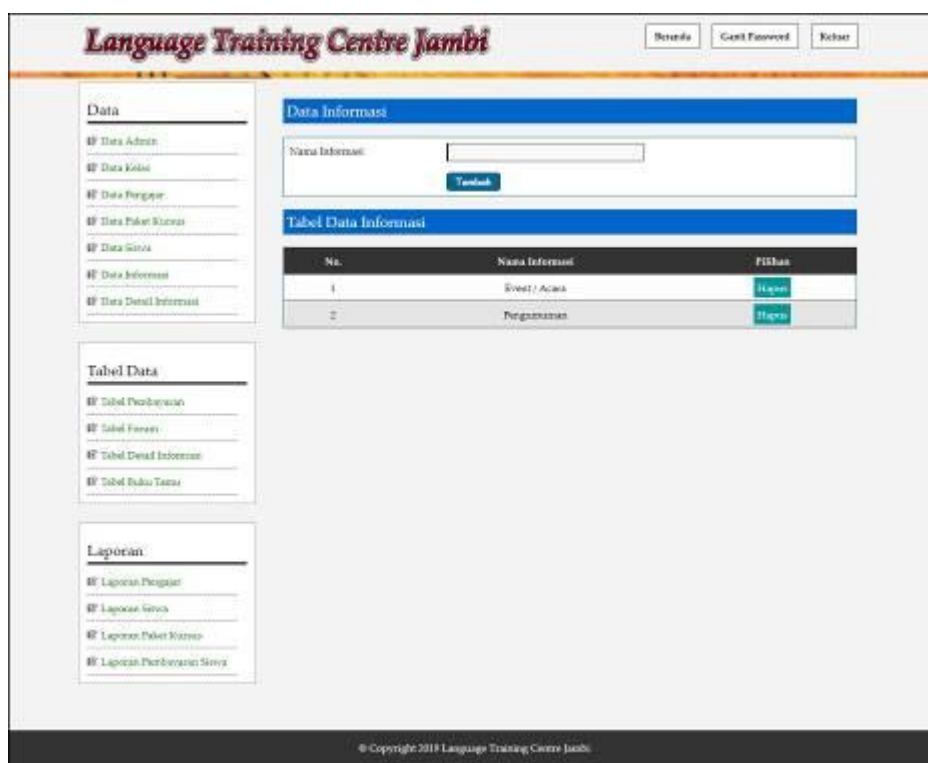 Language Training Centre Jambi
Beranda
Ganti Password
Keluar
Data
Data Admin
Data Kelas
Data Pengajar
Data Paket Kursus
Data Siswa
Data Informasi
Data Detail Informasi
Tabel Data
Tabel Pembayaran
Tabel Forum
Tabel Detail Informasi
Tabel Buku Tamu
Laporan
Laporan Pengajar
Laporan Siswa
Laporan Paket Kursus
Laporan Pembayaran Siswa
Data Informasi
Nama Informasi
Tambah
Tabel Data Informasi
No. Nama Informasi Pilihan
1 Event / Acara Hapus
2 Pengumuman Hapus
© Copyright 2019 Language Training Centre Jambi